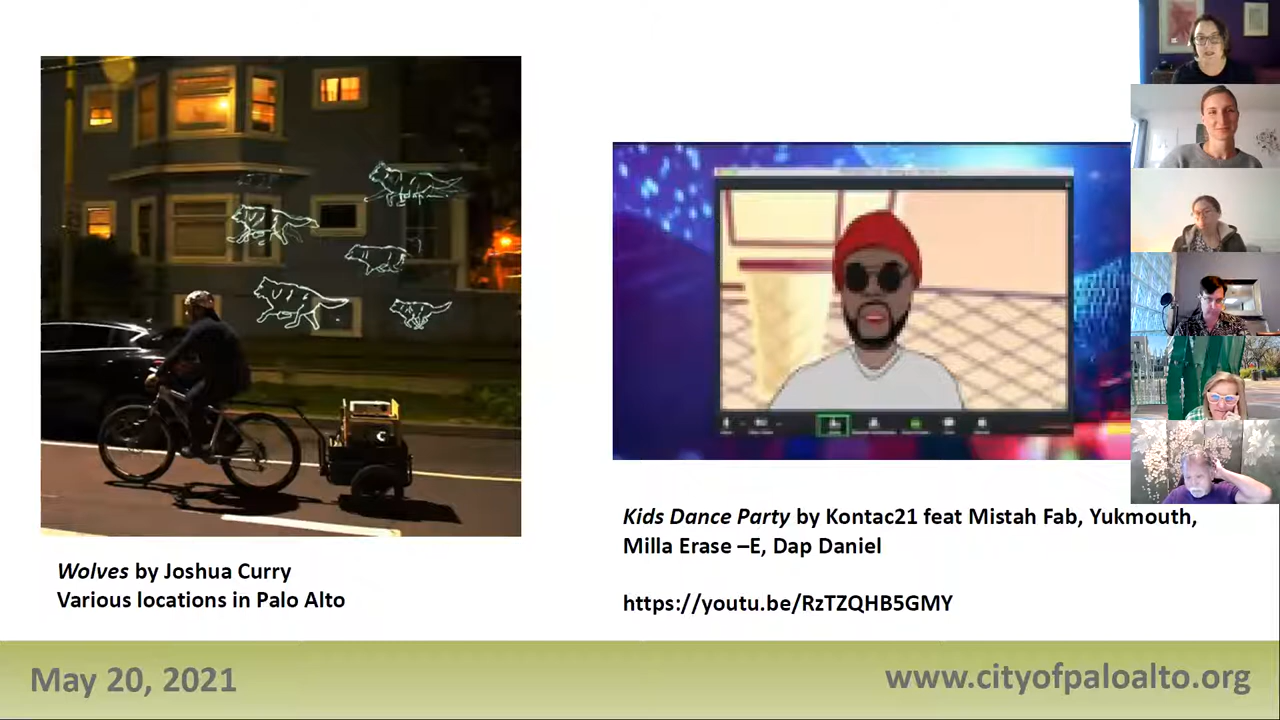 Wolves by Joshua Curry
Various locations in Palo Alto
Kids Dance Party by Kontac21 feat Mistah Fab, Yukmouth,
Milla Erase –E, Dap Daniel
https://youtu.be/RzTZQHB5GMY
May 20, 2021
www.cityofpaloalto.org